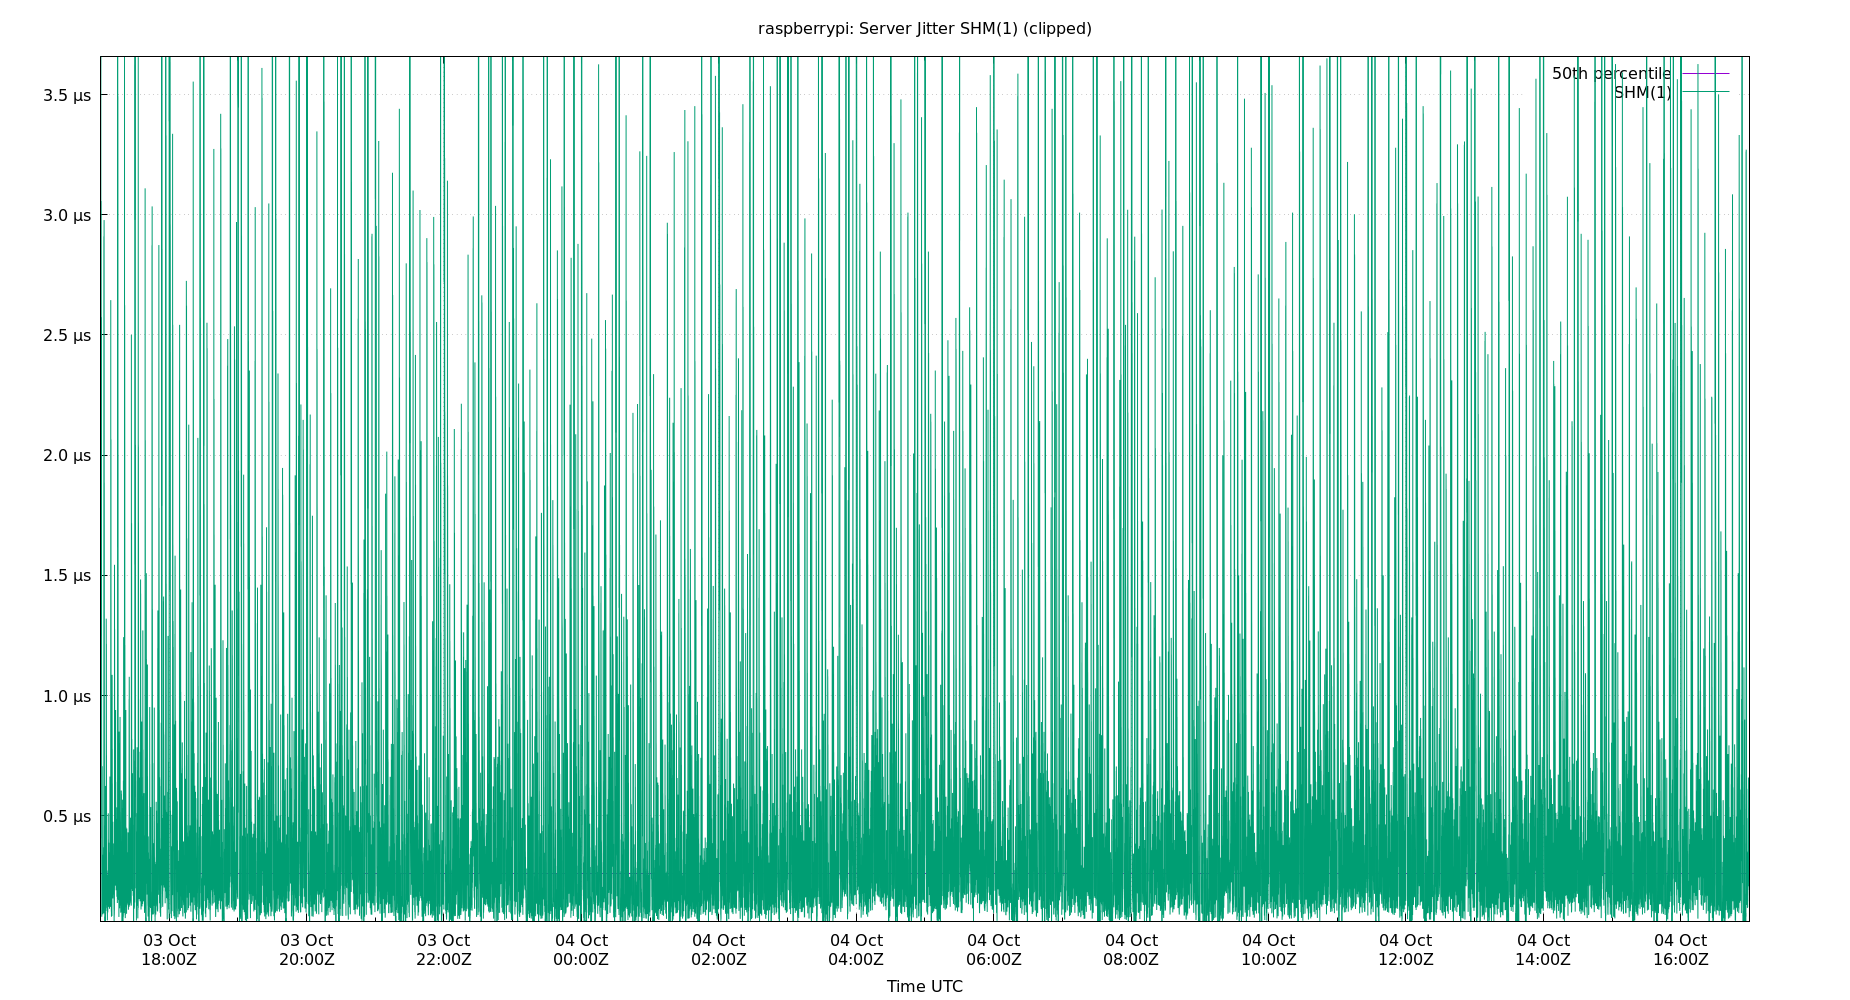 raspberrypi: Server Jitter SHM(1) (clipped)
50th percentile
SHM(1)
3.5 µs
3.0 µs
2.5 µs
2.0 µs
1.5 µs
1.0 µs
0.5 µs
03 Oct 03 Oct 03 Oct 04 Oct 04 Oct 04 Oct 04 Oct 04 Oct 04 Oct 04 Oct 04 Oct 04 Oct
18:00Z 20:00Z 22:00Z 00:00Z 02:00Z 04:00Z 06:00Z 08:00Z 10:00Z 12:00Z 14:00Z 16:00Z
Time UTC